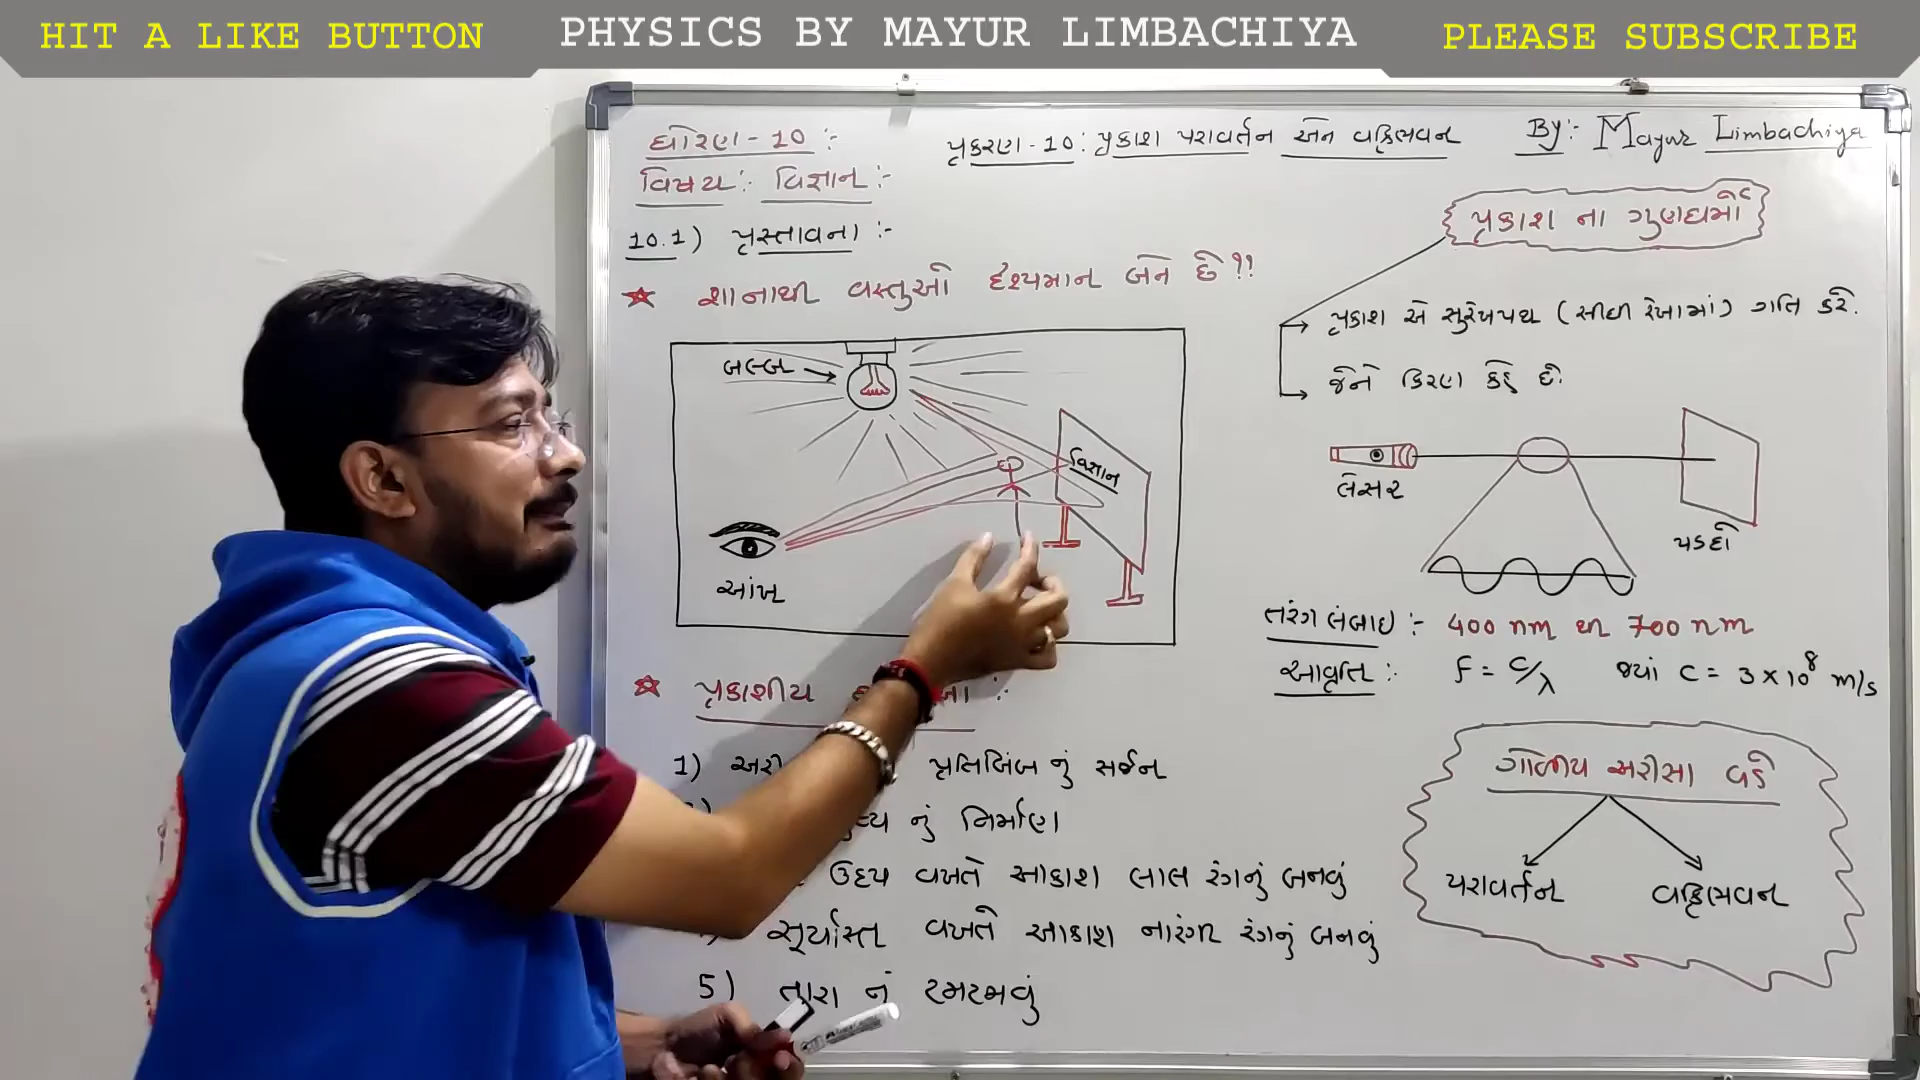 HIT A LIKE BUTTON
PHYSICS BY MAYUR LIMBACHIYA
PLEASE SUBSCRIBE
ધોરણ - 10 :-
વિષય :- વિજ્ઞાન :-
પ્રકરણ - 10 : પ્રકાશ પરાવર્તન અને વક્રિભવન
By :- Mayur Limbachiya
10.1) પ્રસ્તાવના :-
શાનાથી વસ્તુઓ દૃશ્યમાન બને છે ?!
બલ્બ
વિજ્ઞાન
આંખ
પ્રકાશીય
1) પ્રતિબિંબ નું સર્જન
નું નિર્માણ
ઉદય વખતે આકાશ લાલ રંગનું બનવું
સૂર્યાસ્ત વખતે આકાશ નારંગી રંગનું બનવું
5) તારા નું ટમટમવું
પ્રકાશ ના ગુણધર્મો
પ્રકાશ એ સુરેખપથ (સીધી રેખામાં) ગતિ કરે.
જેને કિરણ કહે છે.
લેસર
પડદો
તરંગલંબાઇ :- 400 nm થી 700 nm
આવૃત્તિ :- f = c/λ જ્યાં c = 3 × 10⁸ m/s
ગોળીય અરીસા વડે
પરાવર્તન
વક્રિભવન